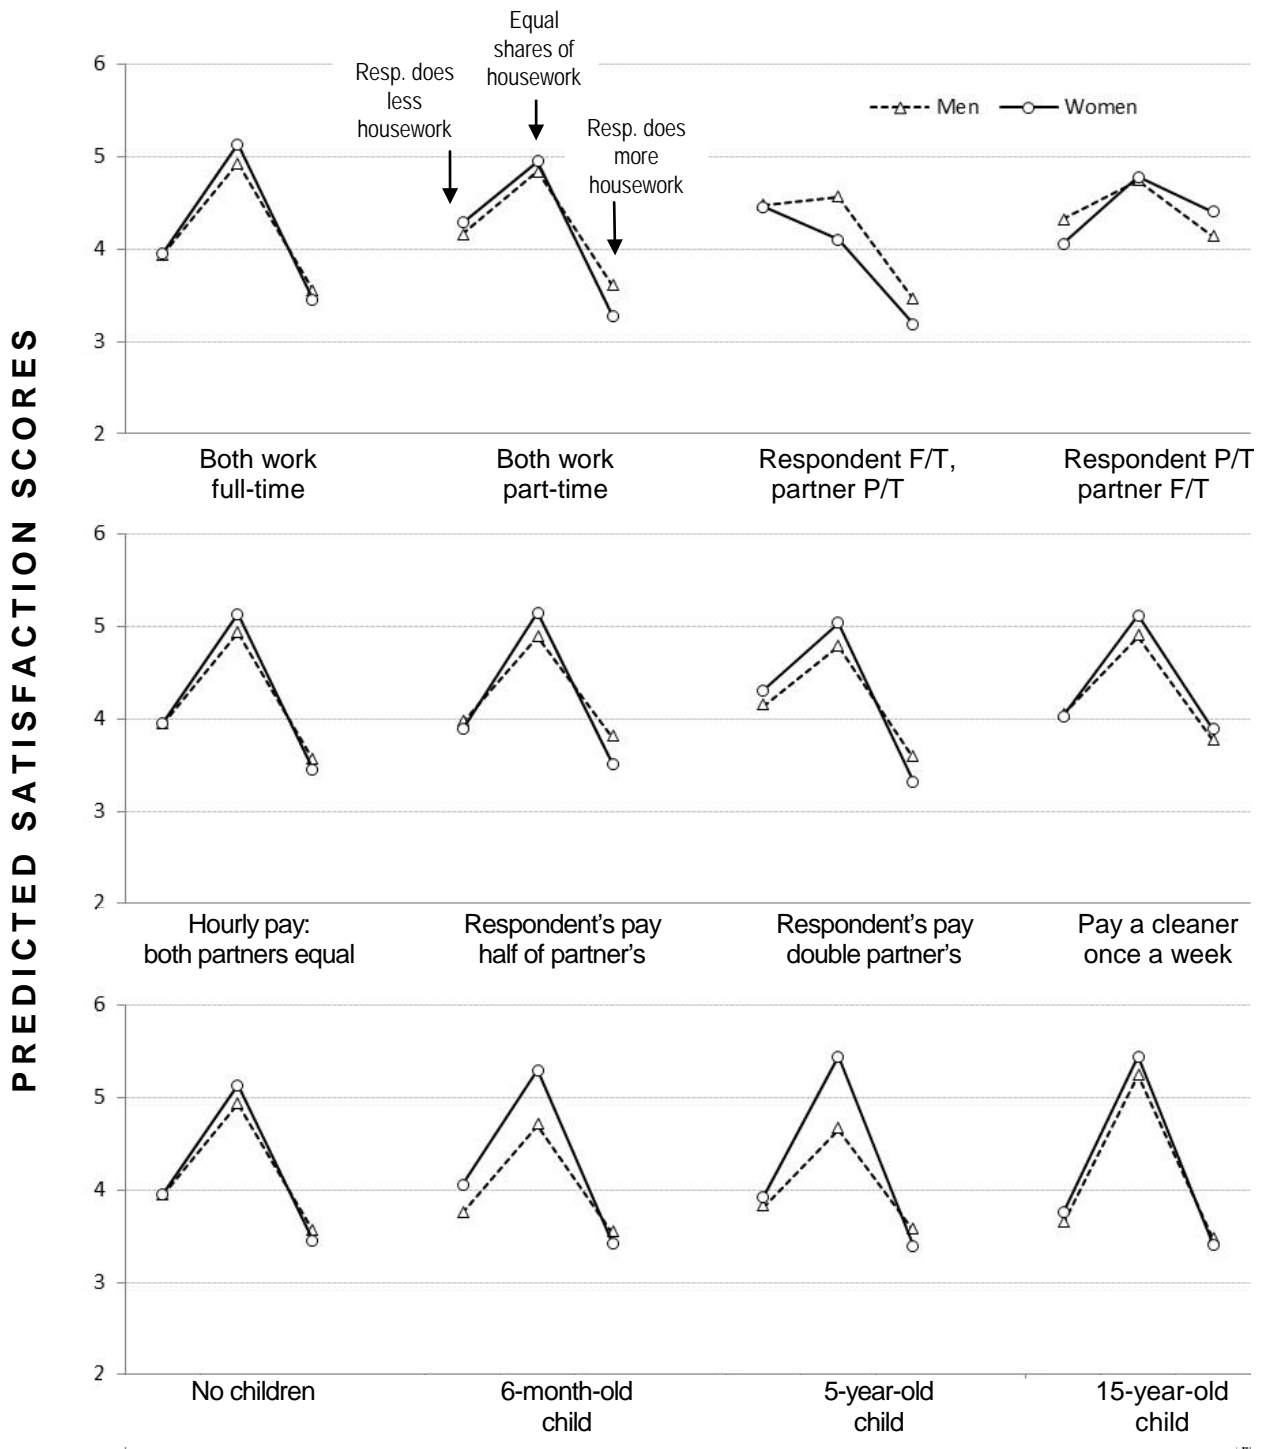 PREDICTED SATISFACTION SCORES
Equal
shares of
housework
Resp. does
less
housework
Resp. does
more
housework
Men
Women
6
5
4
3
2
Both work
full-time
Both work
part-time
Respondent F/T,
partner P/T
Respondent P/T
partner F/T
6
5
4
3
2
Hourly pay:
both partners equal
Respondent's pay
half of partner's
Respondent's pay
double partner's
Pay a cleaner
once a week
6
5
4
3
2
No children
6-month-old
child
5-year-old
child
15-year-old
child